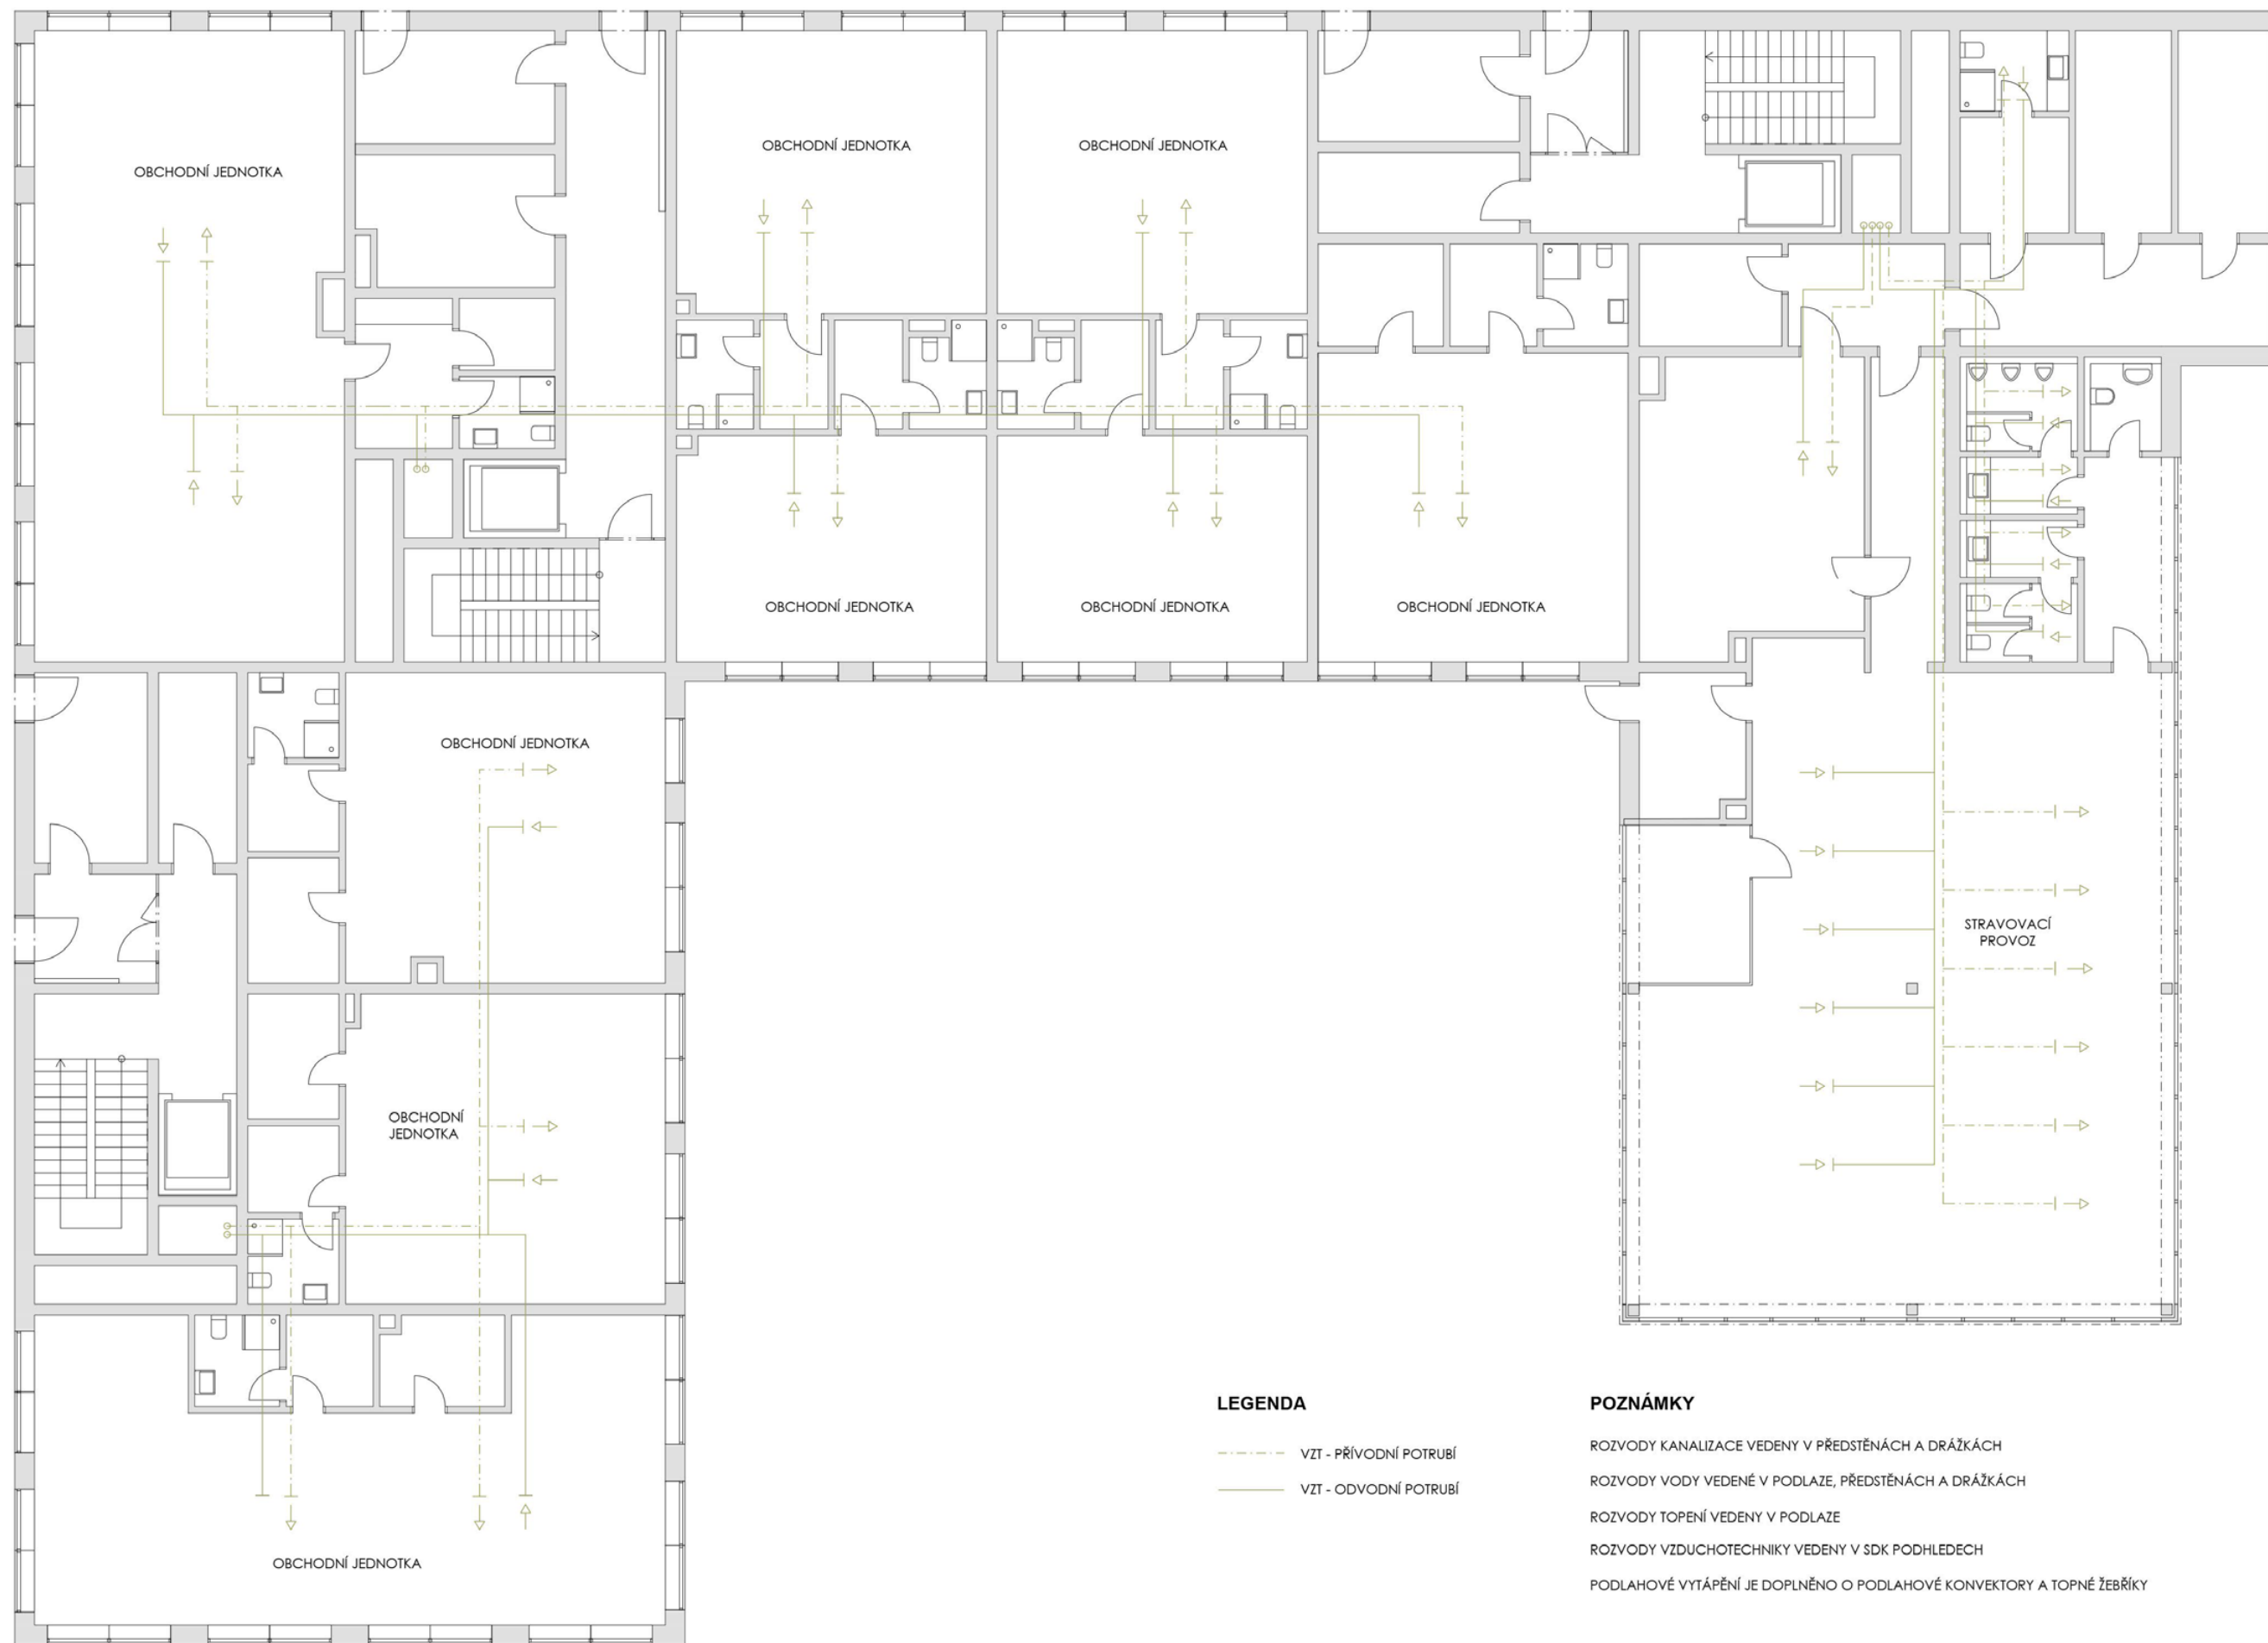 OBCHODNÍ JEDNOTKA
OBCHODNÍ JEDNOTKA
OBCHODNÍ JEDNOTKA
OBCHODNÍ JEDNOTKA
OBCHODNÍ JEDNOTKA
OBCHODNÍ JEDNOTKA
OBCHODNÍ JEDNOTKA
STRAVOVACÍ
PROVOZ
OBCHODNÍ
JEDNOTKA
OBCHODNÍ JEDNOTKA
LEGENDA
VZT - PŘÍVODNÍ POTRUBÍ
VZT - ODVODNÍ POTRUBÍ
POZNÁMKY
ROZVODY KANALIZACE VEDENY V PŘEDSTĚNÁCH A DRÁŽKÁCH
ROZVODY VODY VEDENÉ V PODLAZE, PŘEDSTĚNÁCH A DRÁŽKÁCH
ROZVODY TOPENÍ VEDENY V PODLAZE
ROZVODY VZDUCHOTECHNIKY VEDENY V SDK PODHLEDECH
PODLAHOVÉ VYTÁPĚNÍ JE DOPLNĚNO O PODLAHOVÉ KONVEKTORY A TOPNÉ ŽEBŘÍKY